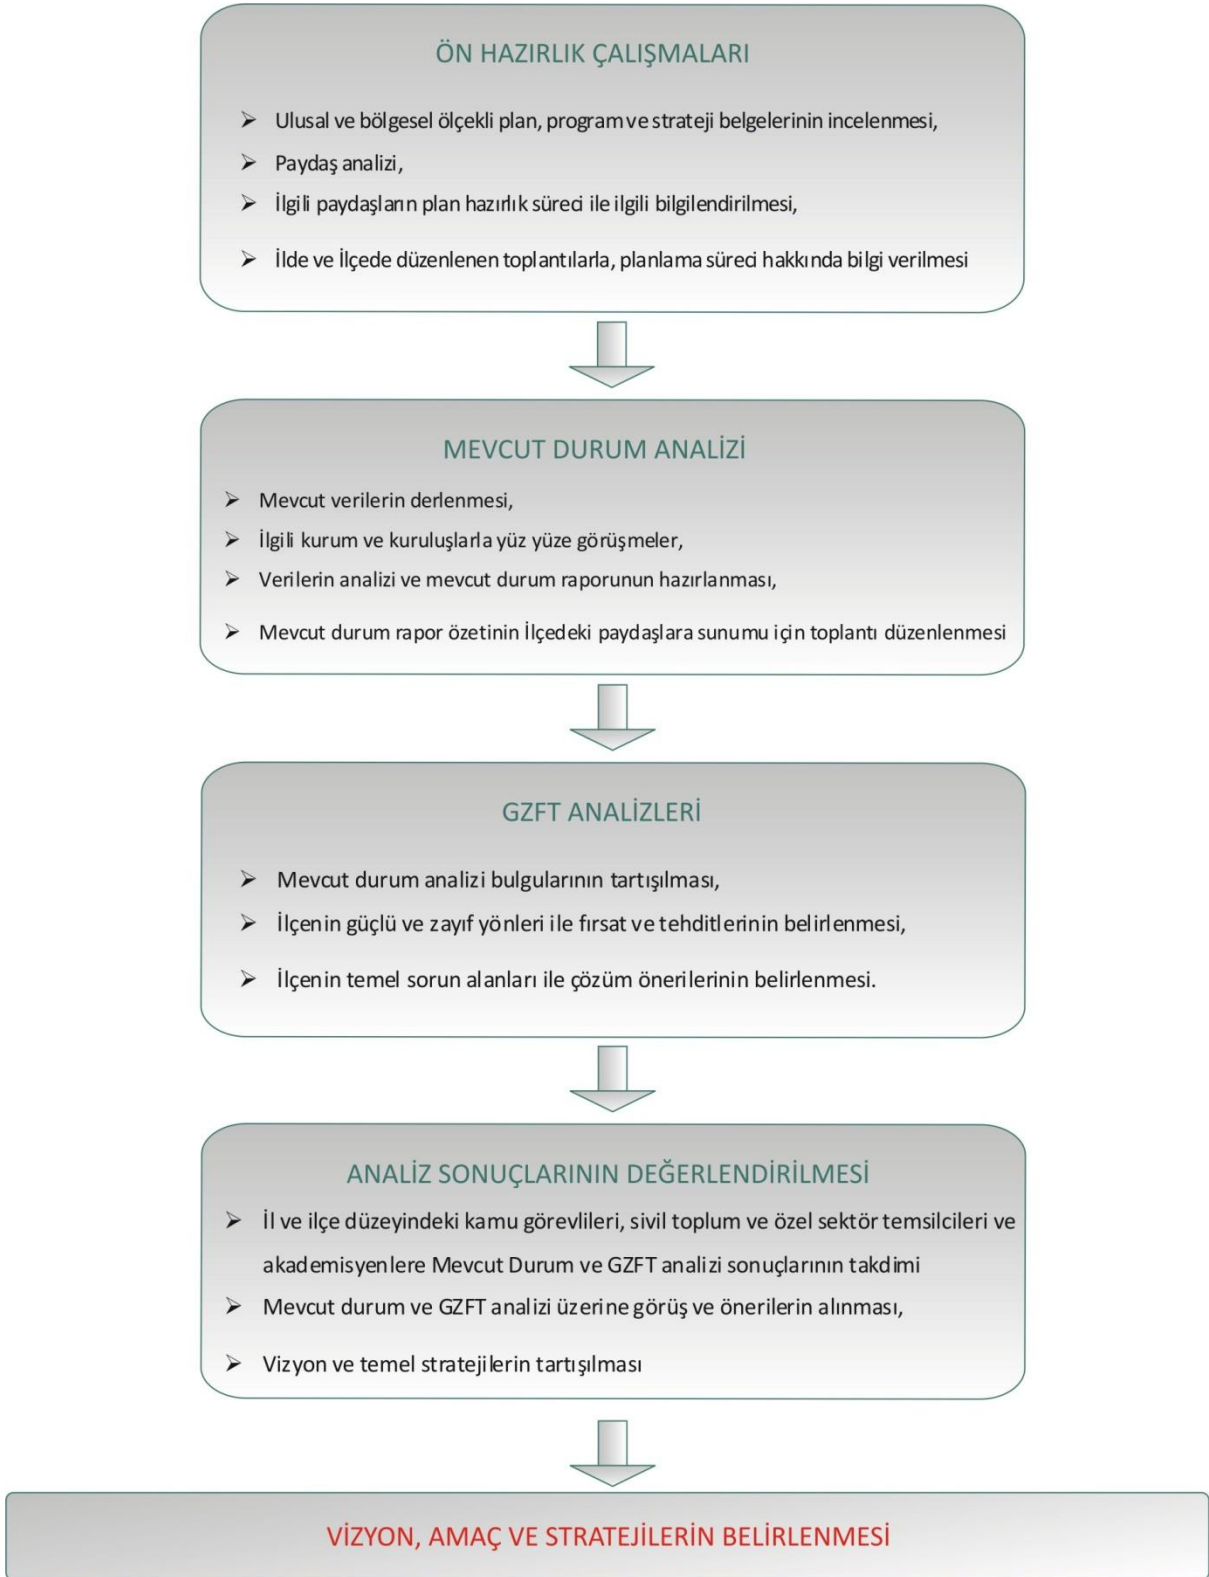 ÖN HAZIRLIK ÇALIŞMALARI
➢ Ulusal ve bölgesel ölçekli plan, program ve strateji belgelerinin incelenmesi,
➢ Paydaş analizi,
➢ İlgili paydaşların plan hazırlık süreci ile ilgili bilgilendirilmesi,
➢ İlde ve İlçede düzenlenen toplantılarla, planlama süreci hakkında bilgi verilmesi
MEVCUT DURUM ANALİZİ
➢ Mevcut verilerin derlenmesi,
➢ İlgili kurum ve kuruluşlarla yüz yüze görüşmeler,
➢ Verilerin analizi ve mevcut durum raporunun hazırlanması,
➢ Mevcut durum rapor özetinin İlçedeki paydaşlara sunumu için toplantı düzenlenmesi
GZFT ANALİZLERİ
➢ Mevcut durum analizi bulgularının tartışılması,
➢ İlçenin güçlü ve zayıf yönleri ile fırsat ve tehditlerinin belirlenmesi,
➢ İlçenin temel sorun alanları ile çözüm önerilerinin belirlenmesi.
ANALİZ SONUÇLARININ DEĞERLENDİRİLMESİ
➢ İl ve ilçe düzeyindeki kamu görevlileri, sivil toplum ve özel sektör temsilcileri ve
akademisyenlere Mevcut Durum ve GZFT analizi sonuçlarının takdimi
➢ Mevcut durum ve GZFT analizi üzerine görüş ve önerilerin alınması,
➢ Vizyon ve temel stratejilerin tartışılması
VİZYON, AMAÇ VE STRATEJİLERİN BELİRLENMESİ